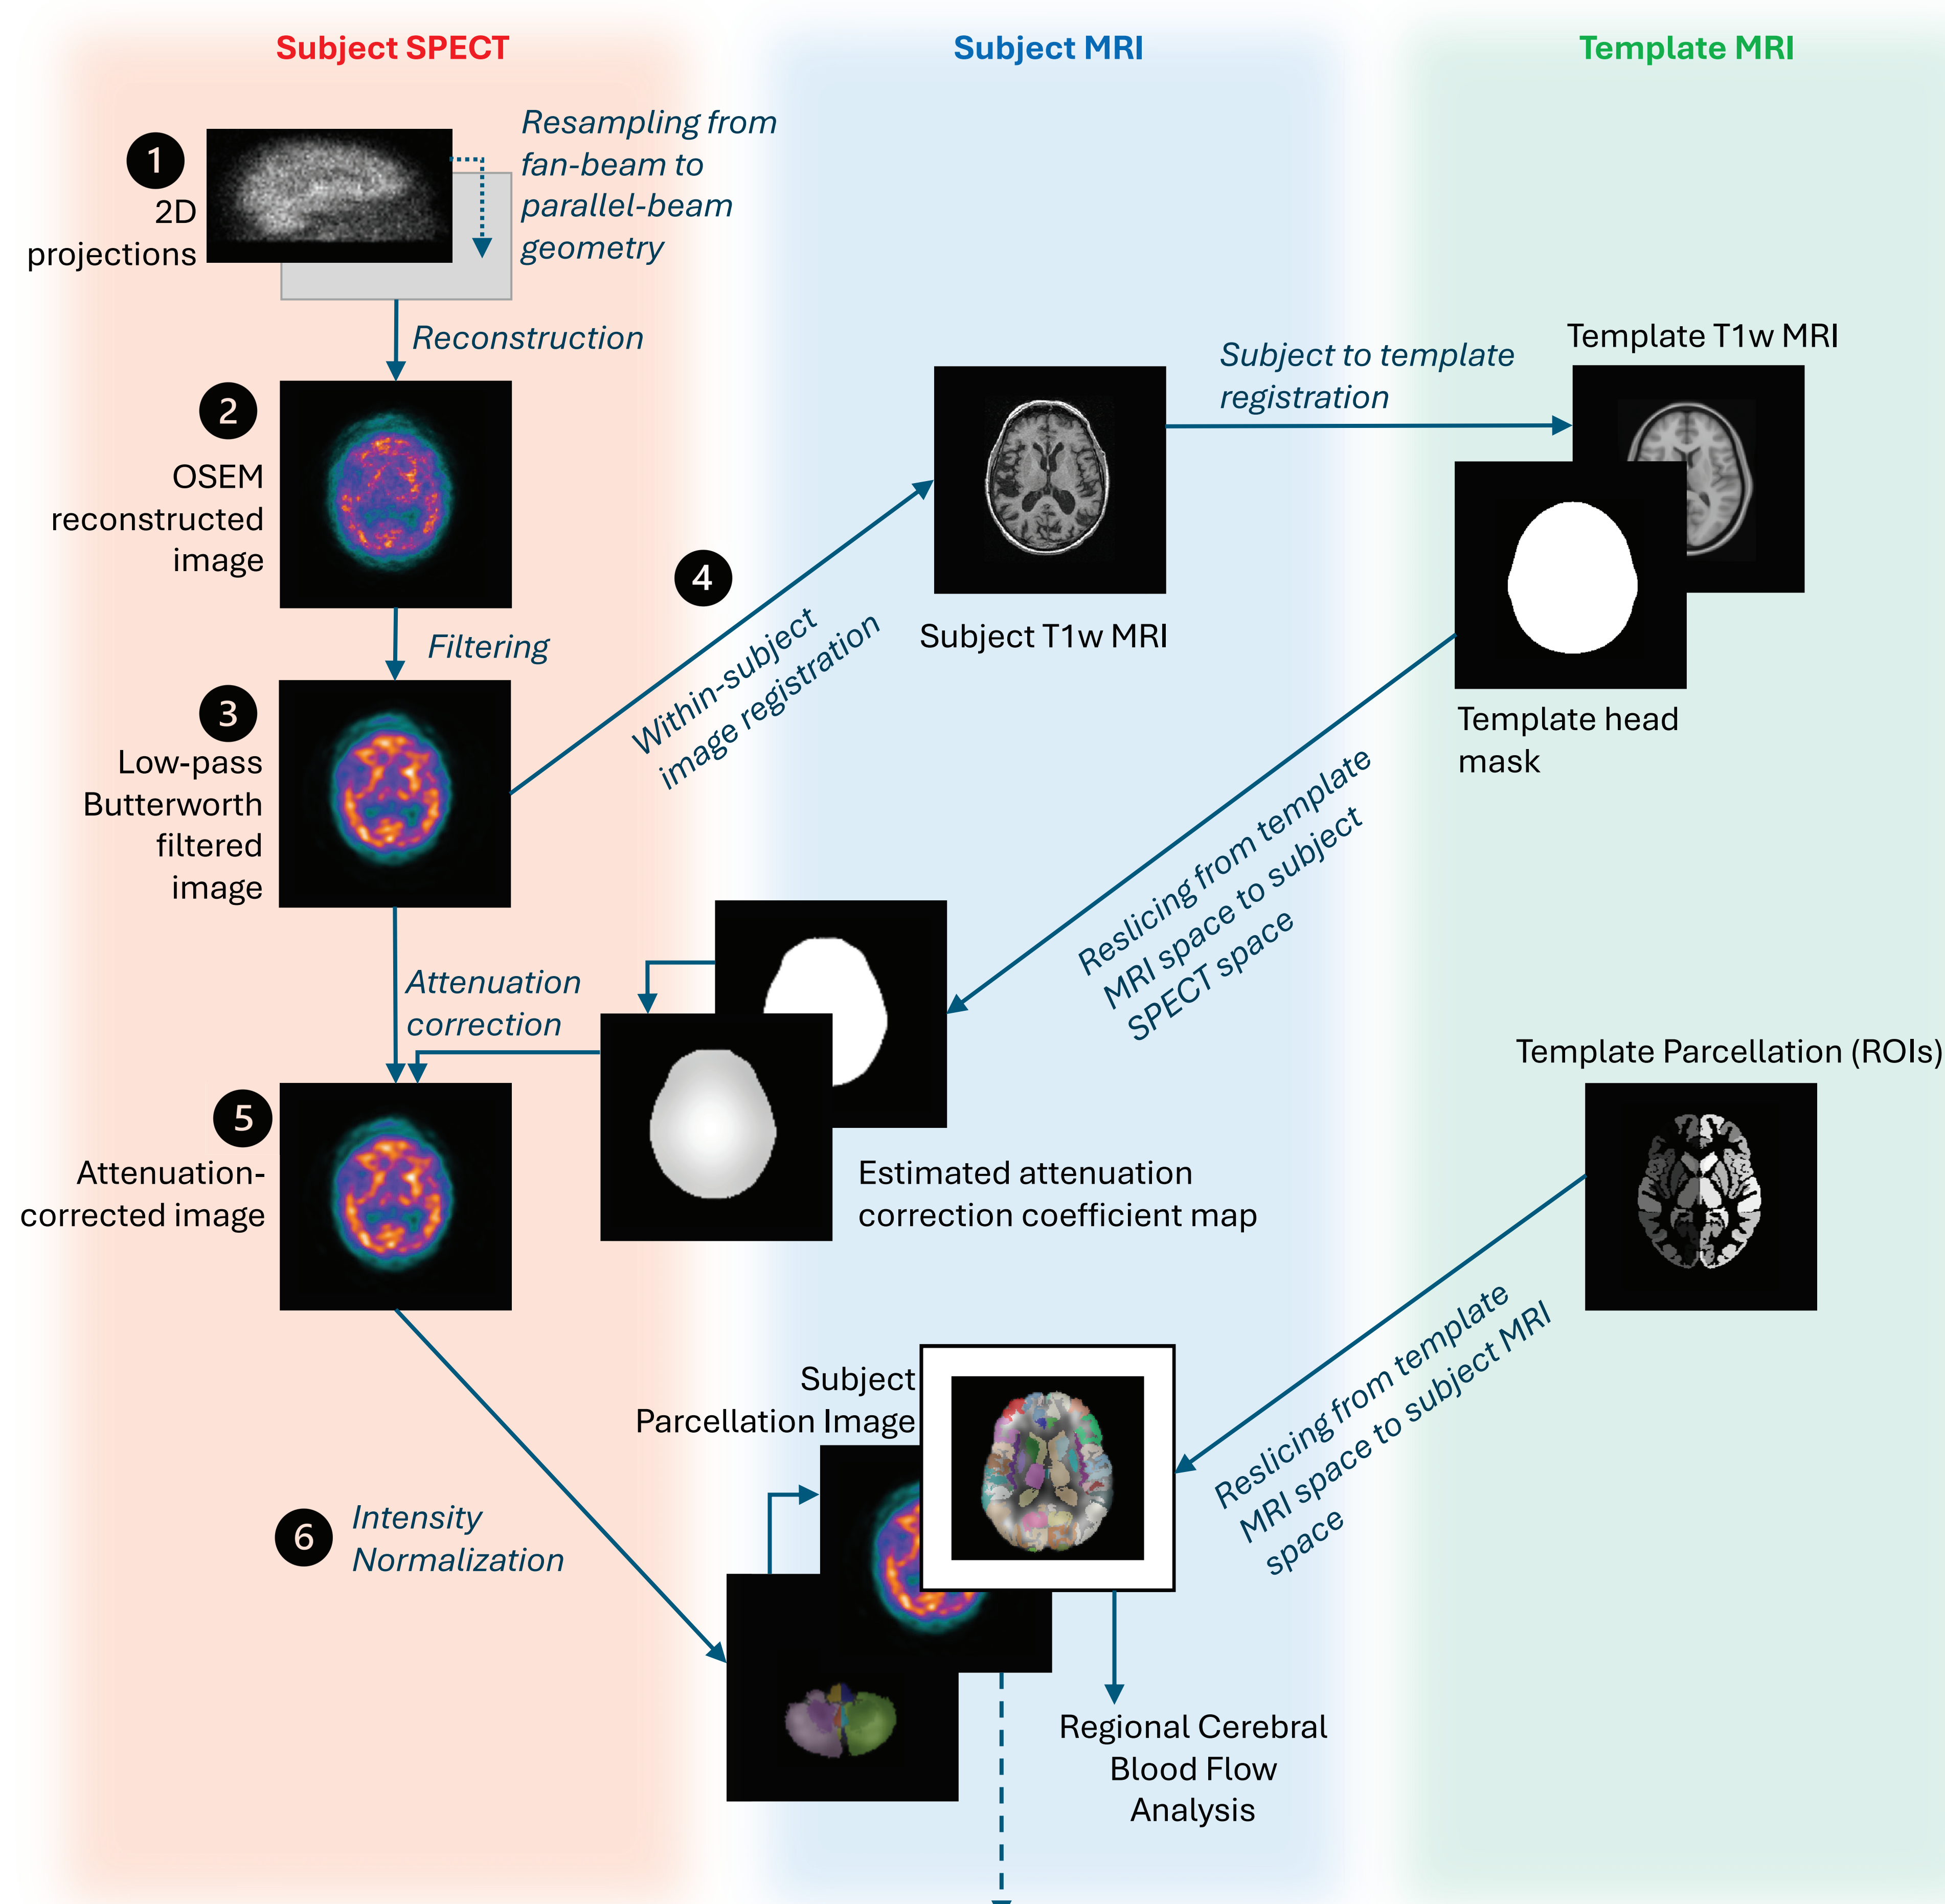 Subject SPECT
Subject MRI
Template MRI
1
2D
projections
Resampling from
fan-beam to
parallel-beam
geometry
Reconstruction
2
OSEM
reconstructed
image
Filtering
3
Low-pass
Butterworth
filtered
image
4
Within-subject
image registration
Subject T1w MRI
Subject to template
registration
Template T1w MRI
Template head
mask
Reslicing from template
MRI space to subject
SPECT space
Attenuation
correction
5
Attenuation-
corrected image
Estimated attenuation
correction coefficient map
Template Parcellation (ROIs)
Reslicing from template
MRI space to subject MRI
space
Subject
Parcellation Image
6
Intensity
Normalization
Regional Cerebral
Blood Flow
Analysis